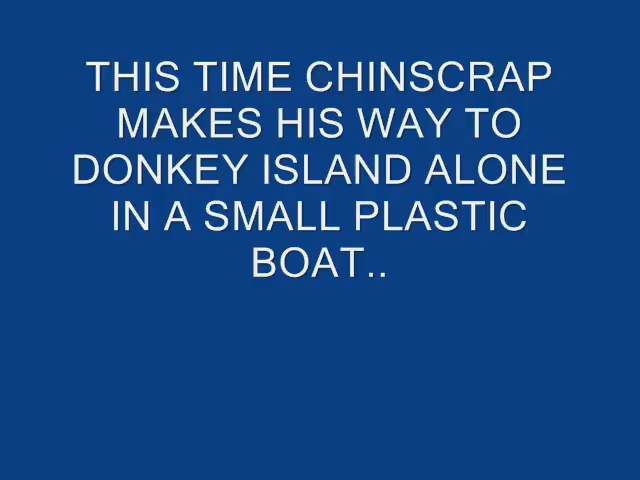 THIS TIME CHINSCRAP
MAKES HIS WAY TO
DONKEY ISLAND ALONE
IN A SMALL PLASTIC
BOAT..